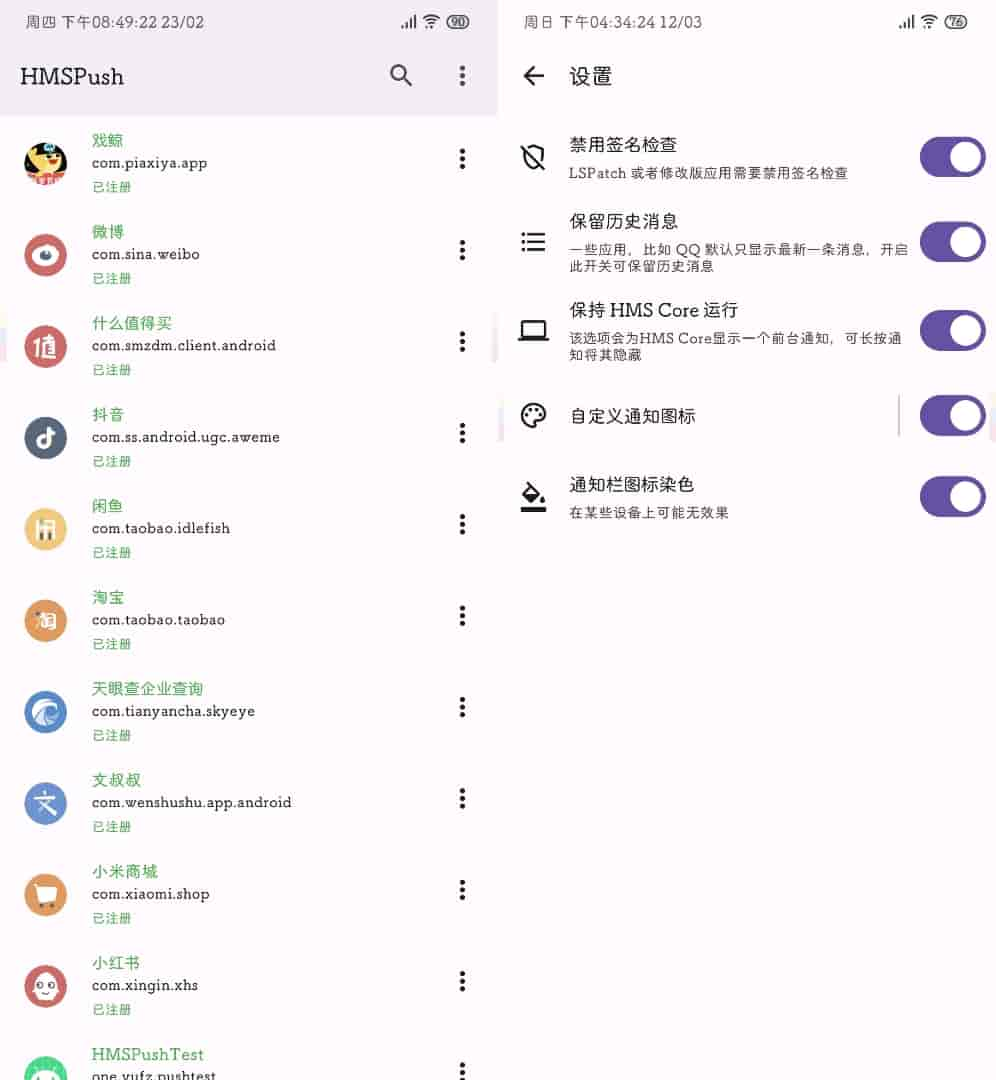 周四 下午08:49:22 23/02
90
HMSPush
戏鲸
com.piaxiya.app
已注册
微博
com.sina.weibo
已注册
值
什么值得买
com.smzdm.client.android
已注册
抖音
com.ss.android.ugc.aweme
已注册
闲鱼
com.taobao.idlefish
已注册
淘
淘宝
com.taobao.taobao
已注册
天眼查企业查询
com.tianyancha.skyeye
已注册
文
文叔叔
com.wenshushu.app.android
已注册
小米商城
com.xiaomi.shop
已注册
小红书
com.xingin.xhs
已注册
HMSPushTest
one.yufz.pushtest
周日 下午04:34:24 12/03
76
设置
禁用签名检查
LSPatch 或者修改版应用需要禁用签名检查
保留历史消息
一些应用，比如 QQ 默认只显示最新一条消息，开启
此开关可保留历史消息
保持 HMS Core 运行
该选项会为HMS Core显示一个前台通知，可长按通
知将其隐藏
自定义通知图标
通知栏图标染色
在某些设备上可能无效果